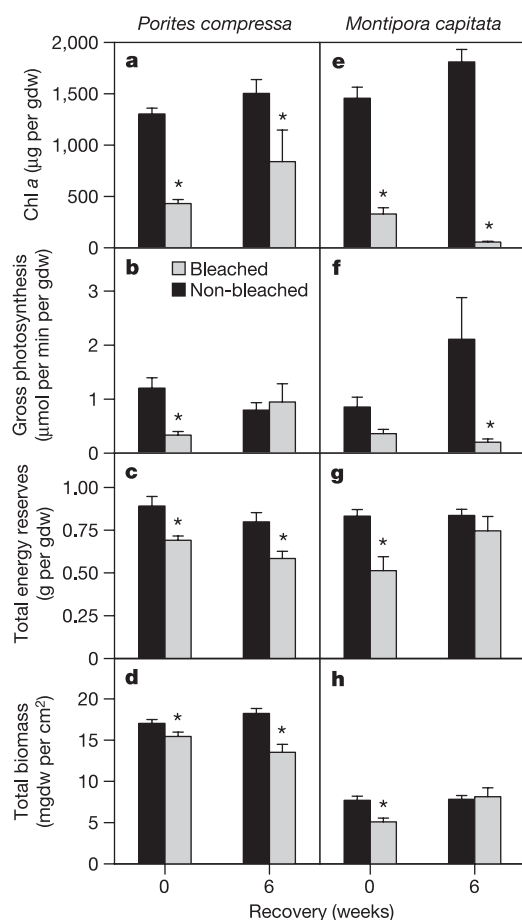 Porites compressa Montipora capitata
a e
2,000
1,500
1,000
500
0
Chl a (µg per gdw)
* * * *
b f
Bleached
Non-bleached
3
2
1
0
Gross photosynthesis
(µmol per min per gdw)
* *
c g
1.00
0.75
0.50
0.25
0
Total energy reserves
(g per gdw)
* * *
d h
20
15
10
5
0
Total biomass
(mgdw per cm²)
* * *
0 6 0 6
Recovery (weeks)